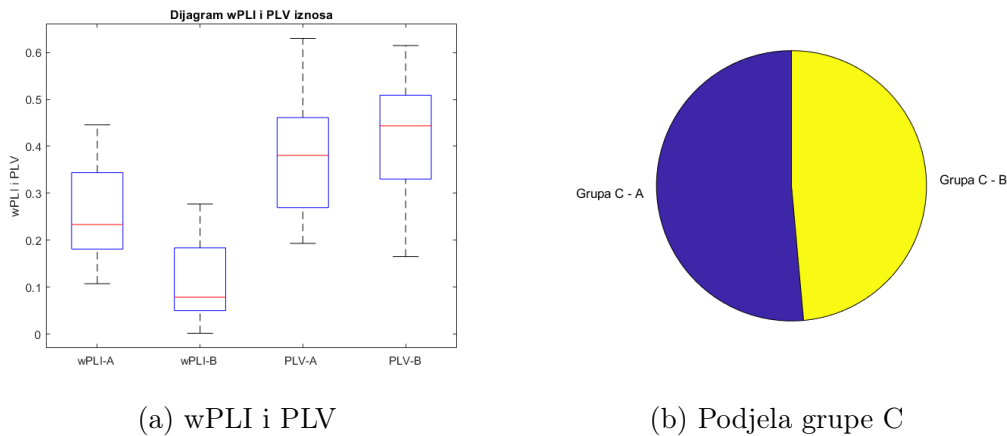 Dijagram wPLI i PLV iznosa
wPLI i PLV
0.6
0.5
0.4
0.3
0.2
0.1
0
wPLI-A
wPLI-B
PLV-A
PLV-B
(a) wPLI i PLV
Grupa C - A
Grupa C - B
(b) Podjela grupe C